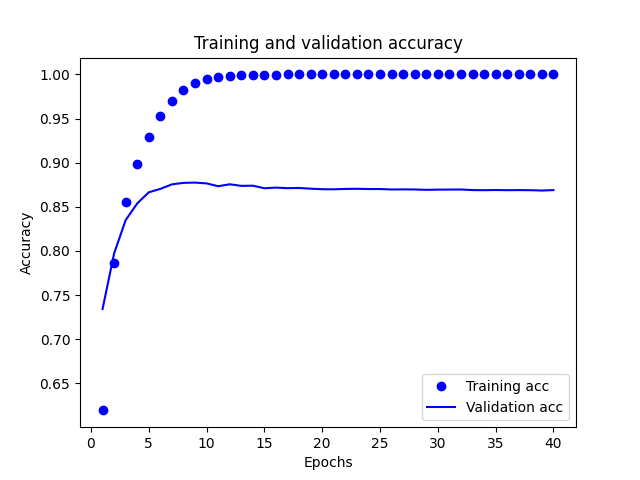 Training and validation accuracy
Accuracy
1.00
0.95
0.90
0.85
0.80
0.75
0.70
0.65
Training acc
Validation acc
0 5 10 15 20 25 30 35 40
Epochs